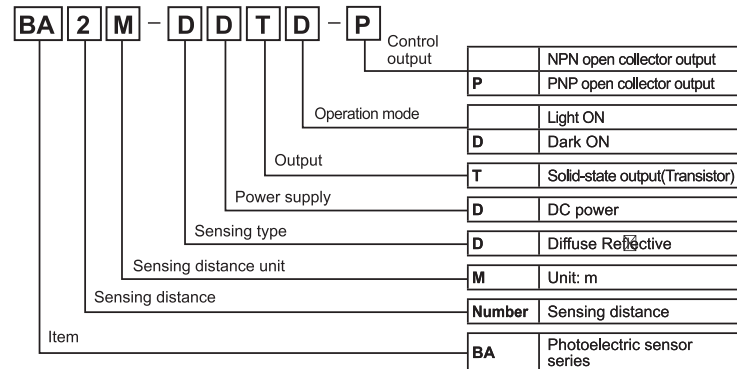 BA 2 M - D D T D - P
Control
output
NPN open collector output
P PNP open collector output
Operation mode
Light ON
D Dark ON
Output
T Solid-state output(Transistor)
Power supply
D DC power
Sensing type
D Diffuse
Sensing distance unit
M Unit: m
Sensing distance
Number Sensing distance
Item
BA Photoelectric sensor
series